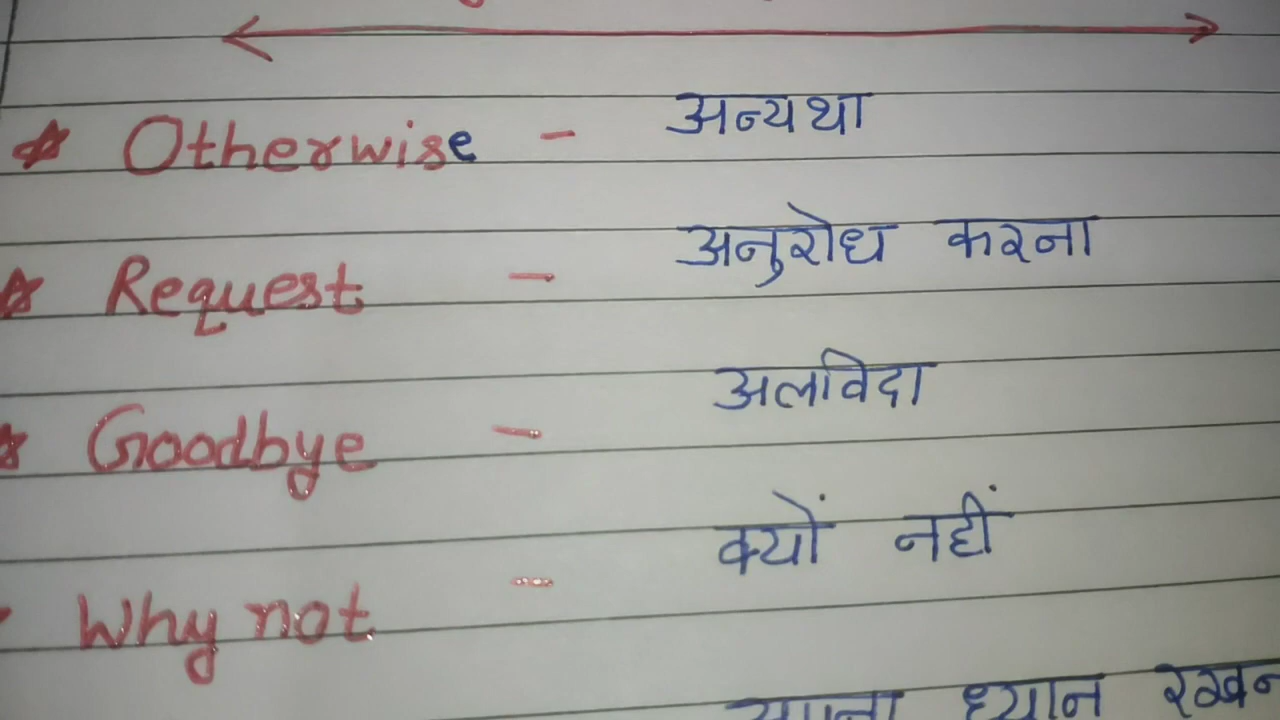 ☆ Otherwise - अन्यथा
☆ Request - अनुरोध करना
☆ Goodbye - अलविदा
Why not - क्यों नहीं
ध्यान